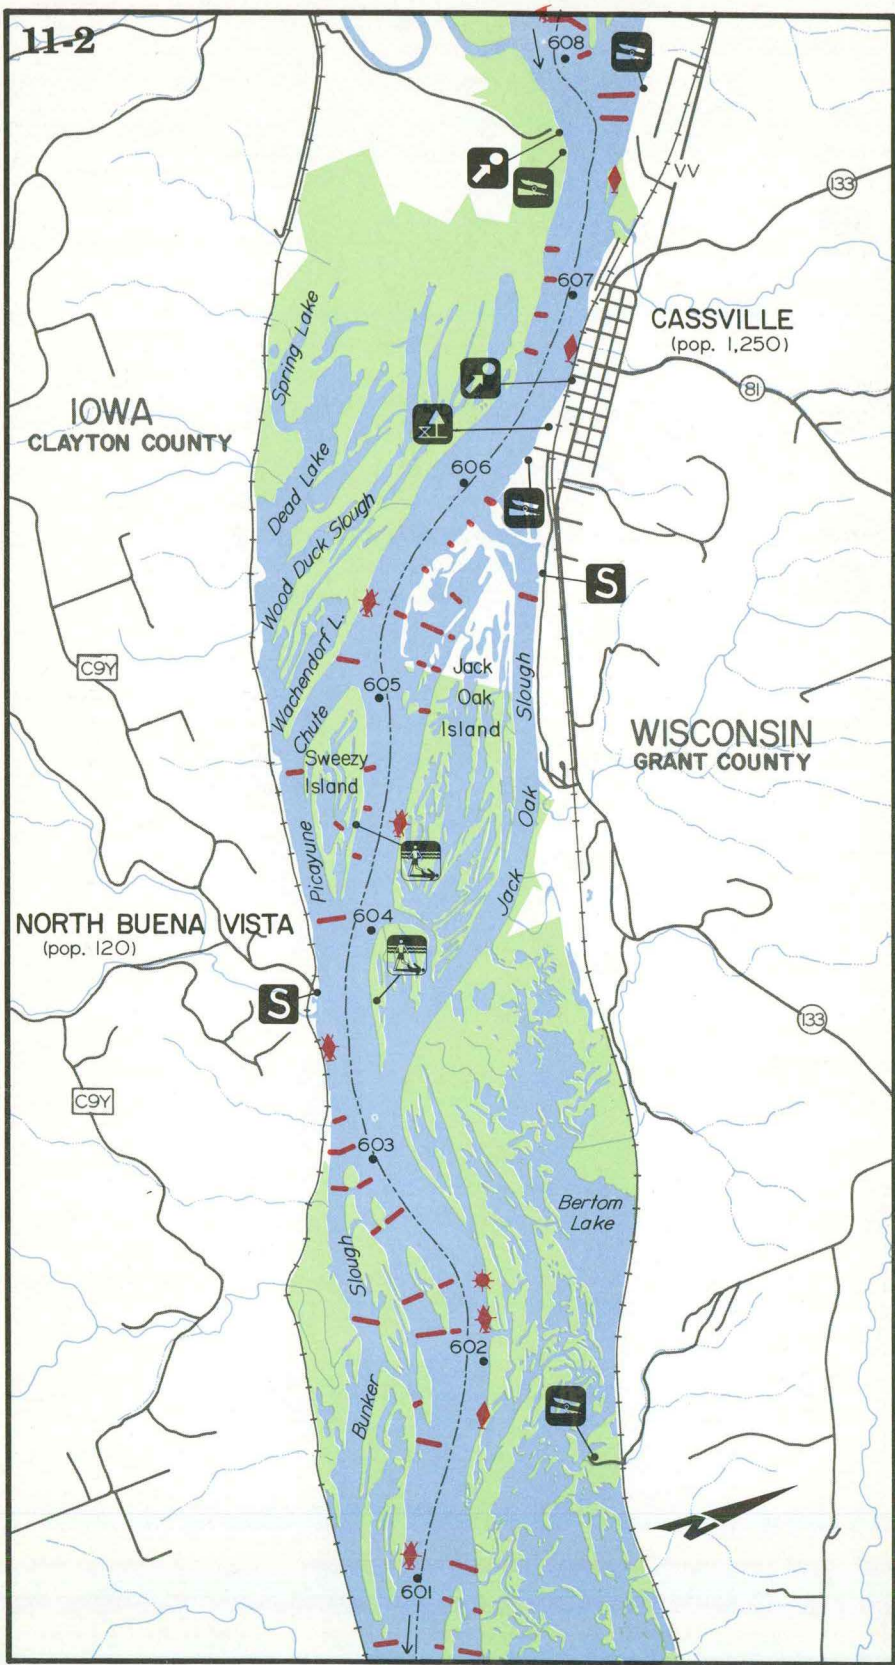 11-2
608
VV
133
607
CASSVILLE
(pop. 1,250)
Spring Lake
81
IOWA
CLAYTON COUNTY
606
Dead Lake
Wood Duck Slough
S
Wachendorf L.
C9Y
605
Jack
Oak
Island
Slough
Chute
WISCONSIN
GRANT COUNTY
Sweezy
Island
Oak
Picayune
Jack
604
NORTH BUENA VISTA
(pop. 120)
S
133
C9Y
603
Bertom
Lake
Slough
602
Bunker
N
601